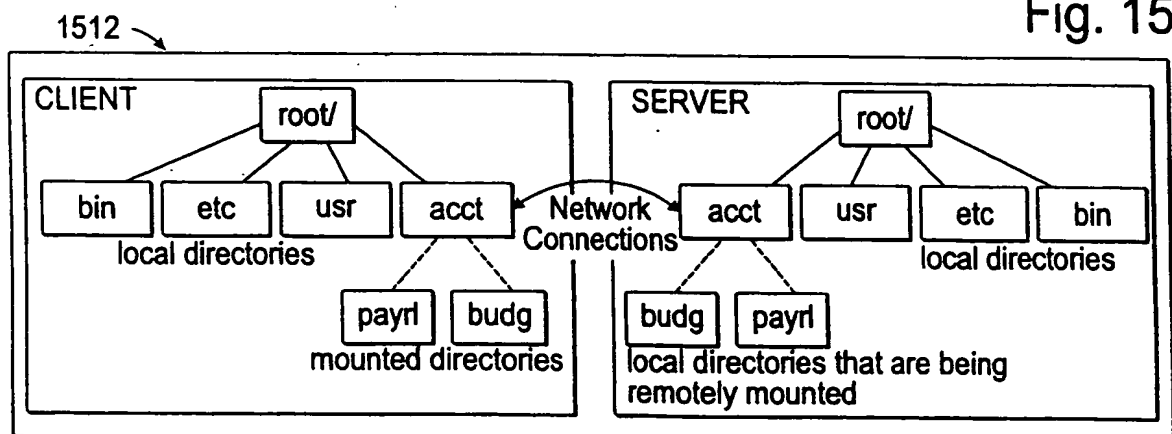 Fig. 15
1512
CLIENT
root/
bin
etc
usr
acct
local directories
payrl
budg
mounted directories
Network
Connections
SERVER
root/
acct
usr
etc
bin
local directories
budg
payrl
local directories that are being
remotely mounted